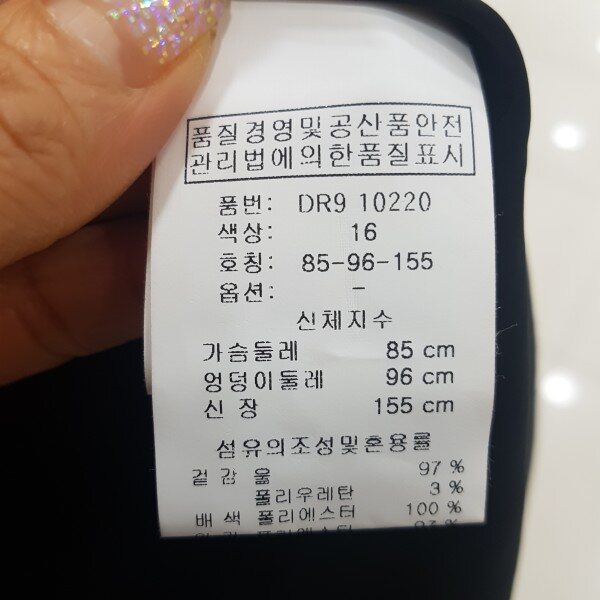 품질경영및공산품안전
관리법에의한품질표시
품번: DR9 10220
색상: 16
호칭: 85-96-155
옵션: -
신체지수
가슴둘레 85 cm
엉덩이둘레 96 cm
신 장 155 cm
섬유의조성및혼용률
겉감 울 97 %
폴리우레탄 3 %
배색 폴리에스터 100 %